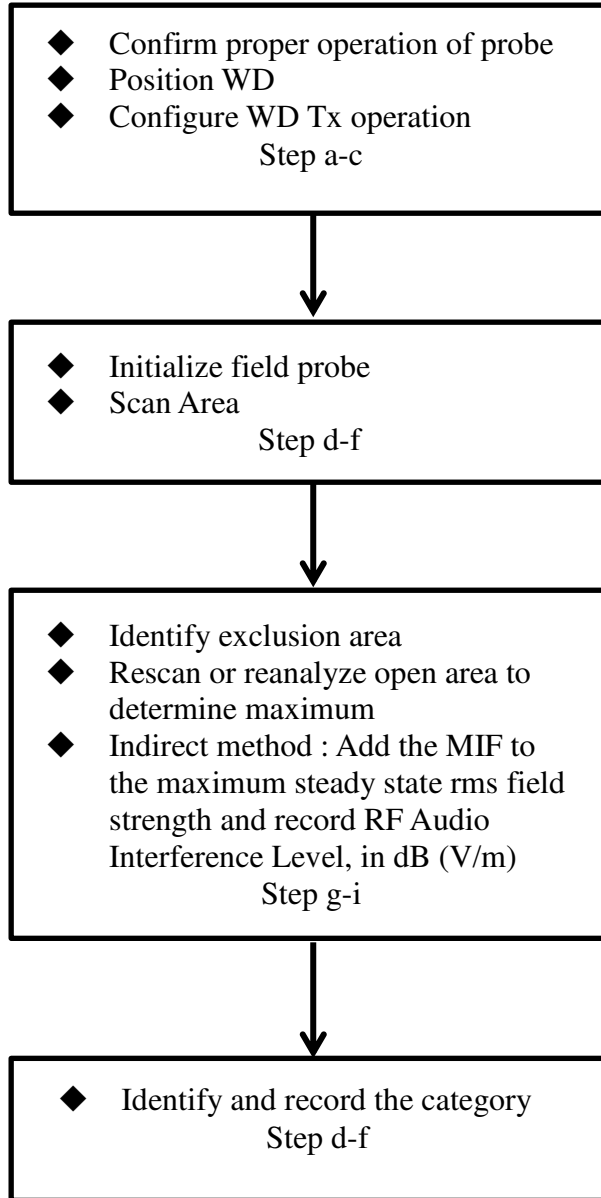 ◆ Confirm proper operation of probe
◆ Position WD
◆ Configure WD Tx operation
Step a-c
◆ Initialize field probe
◆ Scan Area
Step d-f
◆ Identify exclusion area
◆ Rescan or reanalyze open area to
determine maximum
◆ Indirect method : Add the MIF to
the maximum steady state rms field
strength and record RF Audio
Interference Level, in dB (V/m)
Step g-i
◆ Identify and record the category
Step d-f